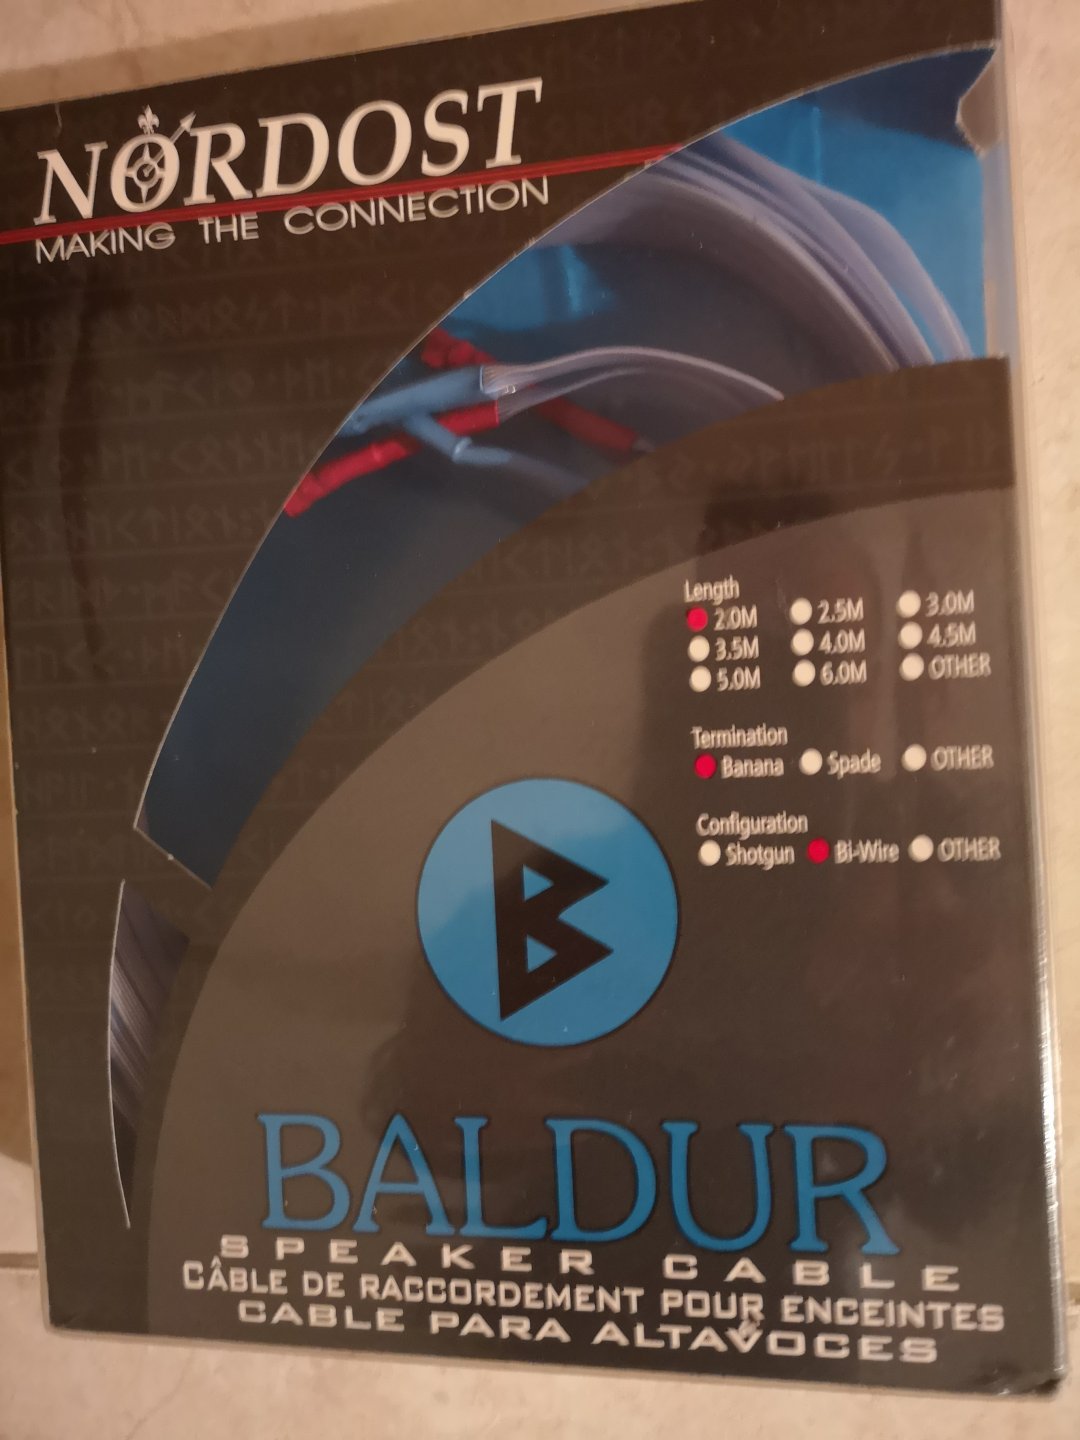 NORDOST
MAKING THE CONNECTION
Length
2.0M 2.5M 3.0M
3.5M 4.0M 4.5M
5.0M 6.0M OTHER
Termination
Banana Spade OTHER
Configuration
Shotgun Bi-Wire OTHER
B
BALDUR
SPEAKER CABLE
CÂBLE DE RACCORDEMENT POUR ENCEINTES
CABLE PARA ALTAVOCES